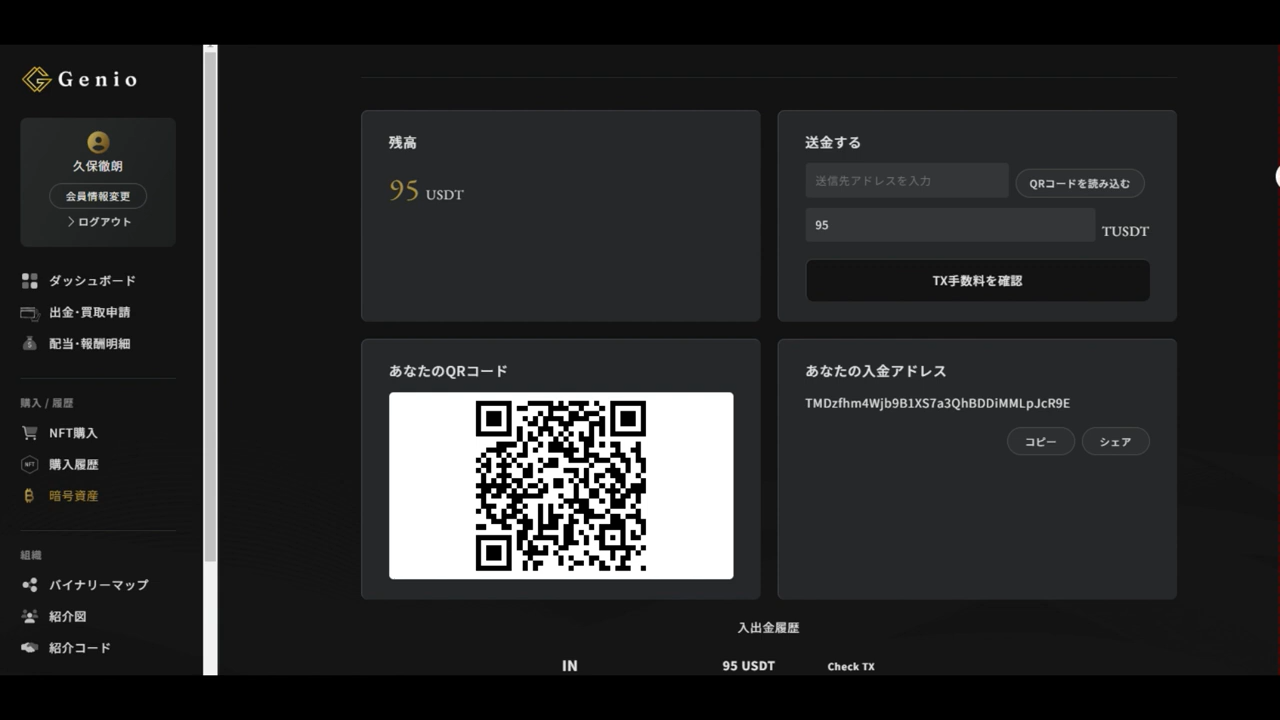 Genio
久保徹朗
会員情報変更
ログアウト
ダッシュボード
出金・買取申請
配当・報酬明細
購入 / 履歴
NFT購入
NFT
購入履歴
暗号資産
組織
バイナリーマップ
紹介図
紹介コード
残高
95 USDT
送金する
送信先アドレスを入力
QRコードを読み込む
95
TUSDT
TX手数料を確認
あなたのQRコード
あなたの入金アドレス
TMDzfhm4Wjb9B1XS7a3QhBDDiMMLpJcR9E
コピー
シェア
入出金履歴
IN 95 USDT Check TX